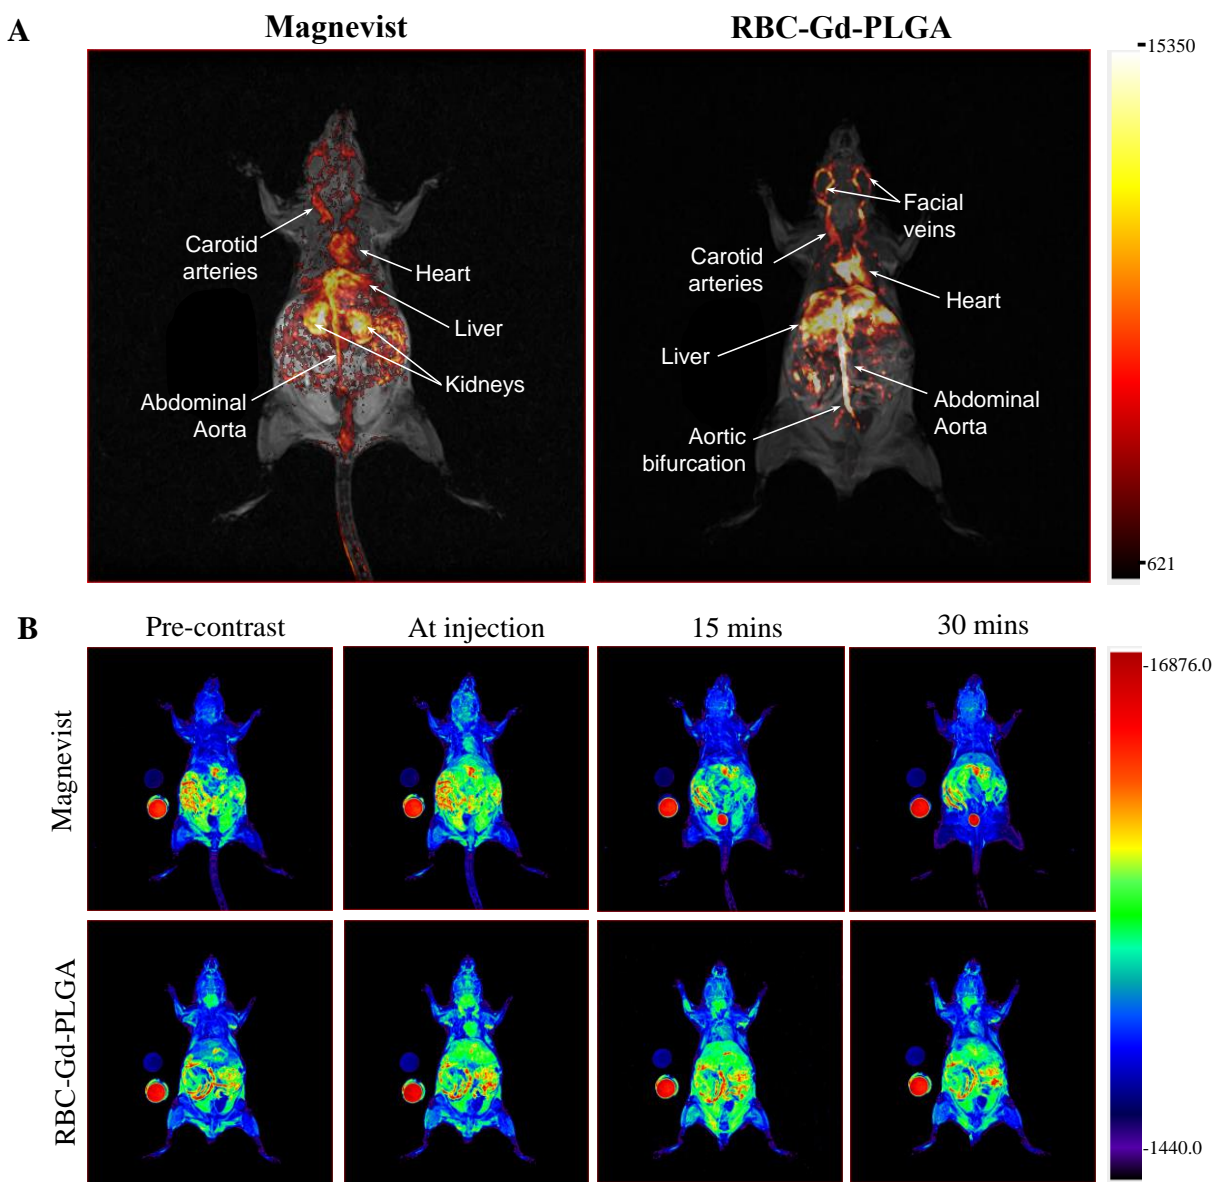 A
Magnevist
RBC-Gd-PLGA
15350
Carotid
arteries
Heart
Liver
Kidneys
Abdominal
Aorta
Facial
veins
Carotid
arteries
Heart
Liver
Abdominal
Aorta
Aortic
bifurcation
621
B
Pre-contrast
At injection
15 mins
30 mins
Magnevist
-16876.0
RBC-Gd-PLGA
-1440.0